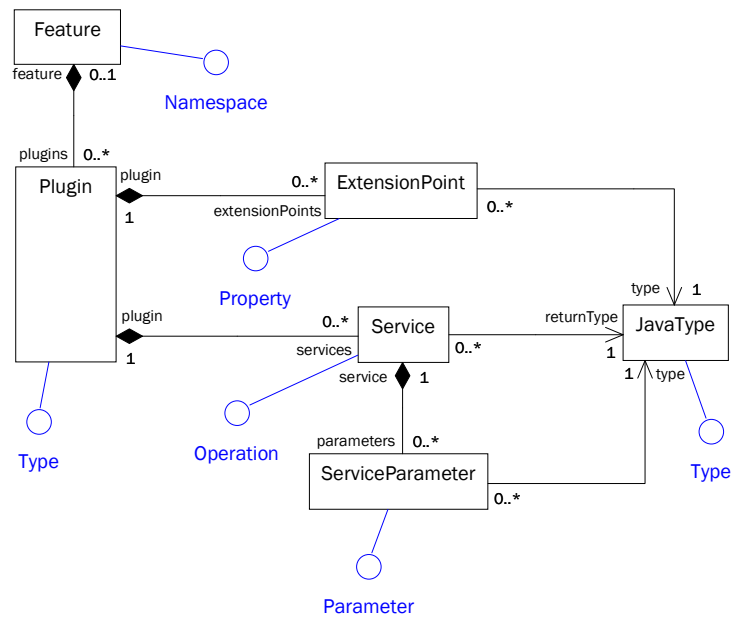 Feature
feature
0..1
Namespace
plugins
0..*
Plugin
plugin
1
0..*
extensionPoints
ExtensionPoint
0..*
Property
type
1
plugin
1
0..*
services
Service
0..*
returnType
1
JavaType
service
1
1
type
Operation
Type
parameters
0..*
ServiceParameter
0..*
Type
Parameter